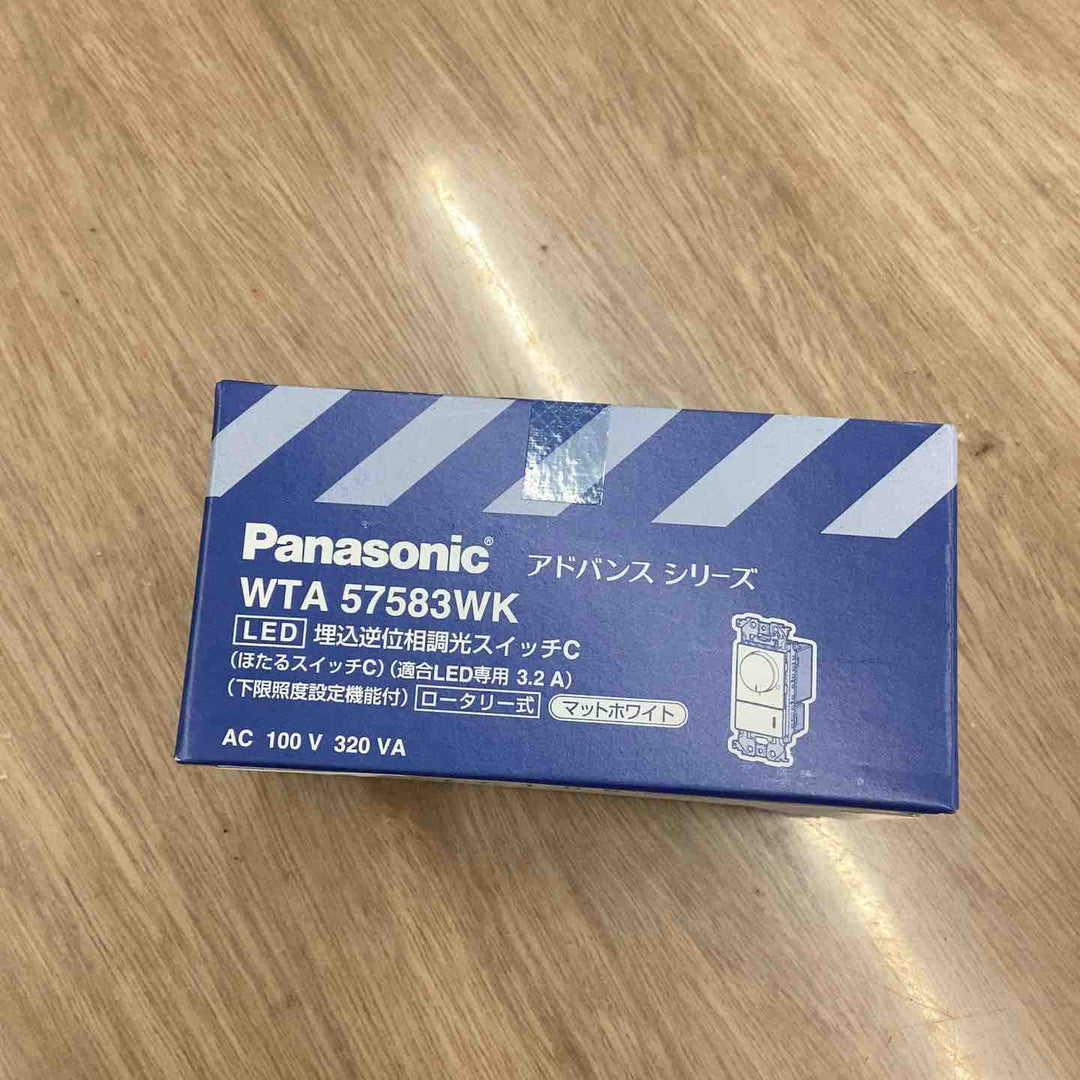 Panasonic® アドバンス シリーズ
WTA 57583WK
LED 埋込逆位相調光スイッチC
(ほたるスイッチC)(適合LED専用 3.2 A)
(下限照度設定機能付) ロータリー式 マットホワイト
AC 100 V 320 VA